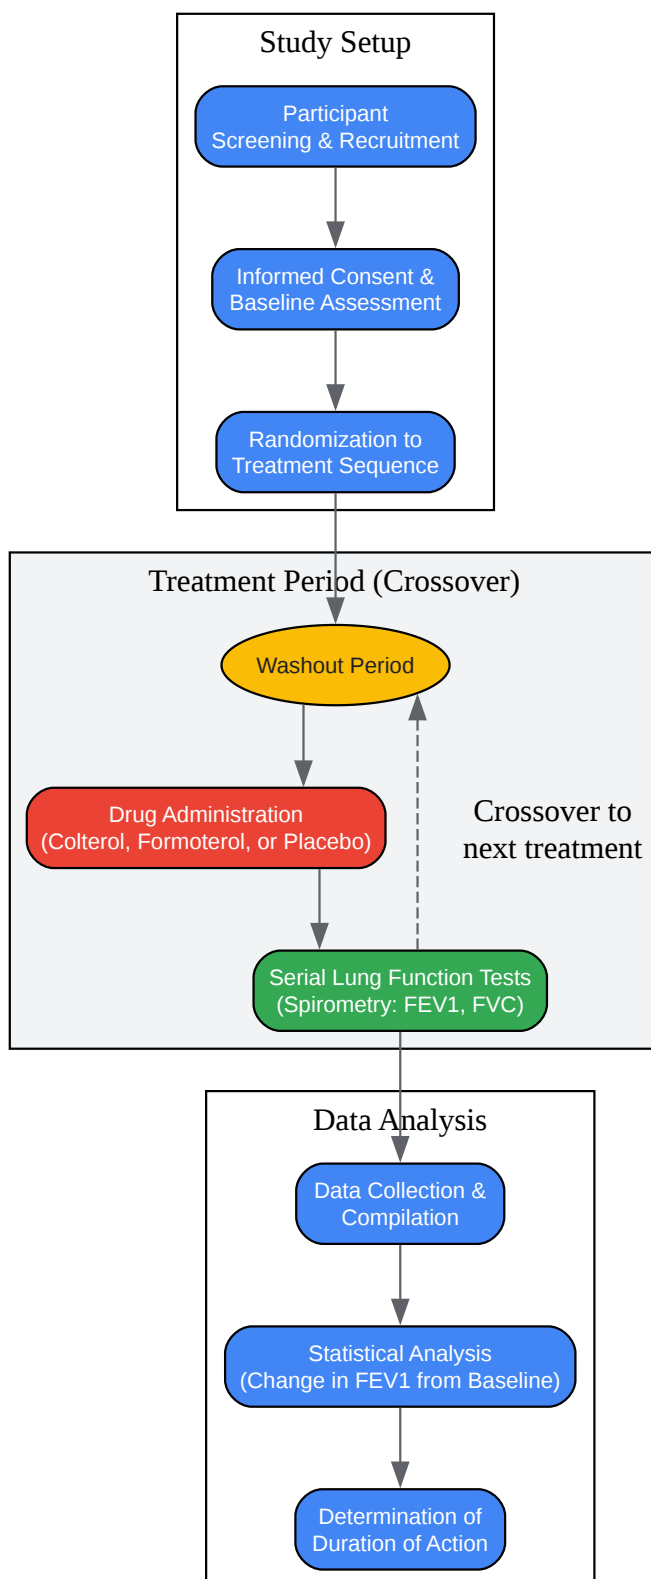 Study Setup
Participant
Screening & Recruitment
Informed Consent &
Baseline Assessment
Randomization to
Treatment Sequence
Treatment Period (Crossover)
Washout Period
Drug Administration
(Colterol, Formoterol, or Placebo)
Crossover to
next treatment
Serial Lung Function Tests
(Spirometry: FEV1, FVC)
Data Analysis
Data Collection &
Compilation
Statistical Analysis
(Change in FEV1 from Baseline)
Determination of
Duration of Action